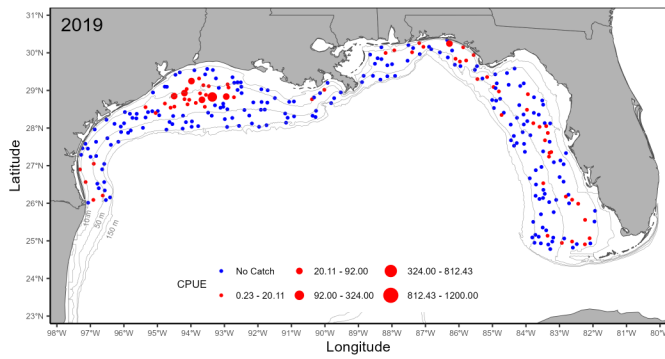 31°N
2019
30°N
29°N
28°N
27°N
26°N
10 m
50 m
150 m
25°N
24°N
23°N
Latitude
No Catch
20.11 - 92.00
324.00 - 812.43
CPUE
0.23 - 20.11
92.00 - 324.00
812.43 - 1200.00
98°W 97°W 96°W 95°W 94°W 93°W 92°W 91°W 90°W 89°W 88°W 87°W 86°W 85°W 84°W 83°W 82°W 81°W 80°W
Longitude